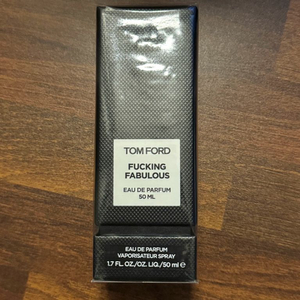 TOM FORD
FUCKING
FABULOUS
EAU DE PARFUM
50 ML
EAU DE PARFUM
VAPORISATEUR SPRAY
1.7 FL. OZ./OZ. LIQ./50 ml ℮